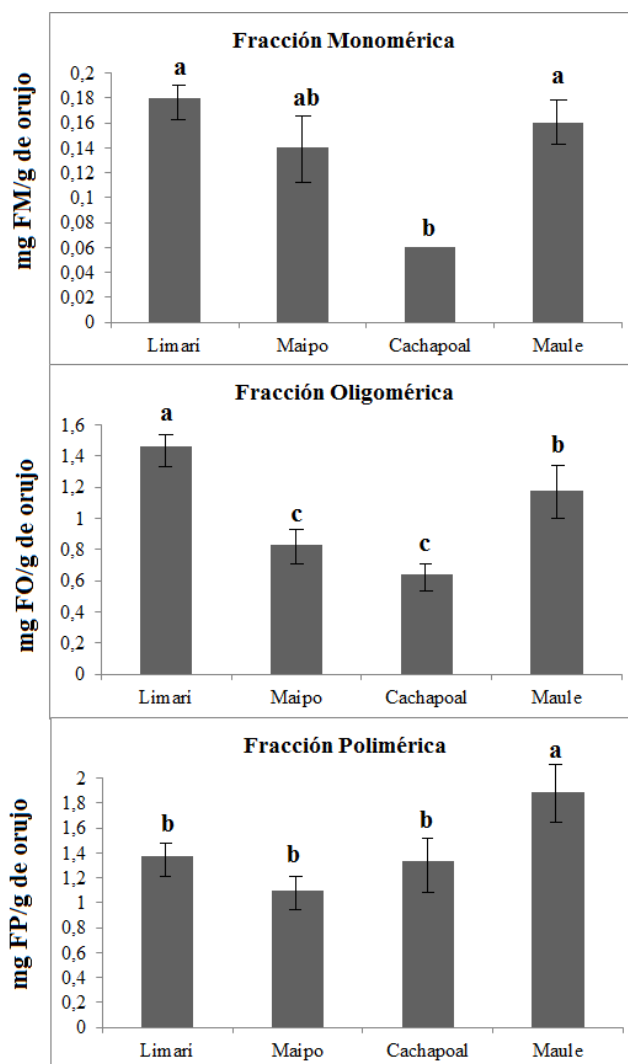 Fracción Monomérica
mg FM/g de orujo
0,2
0,18
0,16
0,14
0,12
0,1
0,08
0,06
0,04
0,02
0
a
ab
b
a
Limarí
Maipo
Cachapoal
Maule
Fracción Oligomérica
mg FO/g de orujo
1,6
1,4
1,2
1
0,8
0,6
0,4
0,2
0
a
c
c
b
Limarí
Maipo
Cachapoal
Maule
Fracción Polimérica
mg FP/g de orujo
2
1,8
1,6
1,4
1,2
1
0,8
0,6
0,4
0,2
0
b
b
b
a
Limarí
Maipo
Cachapoal
Maule